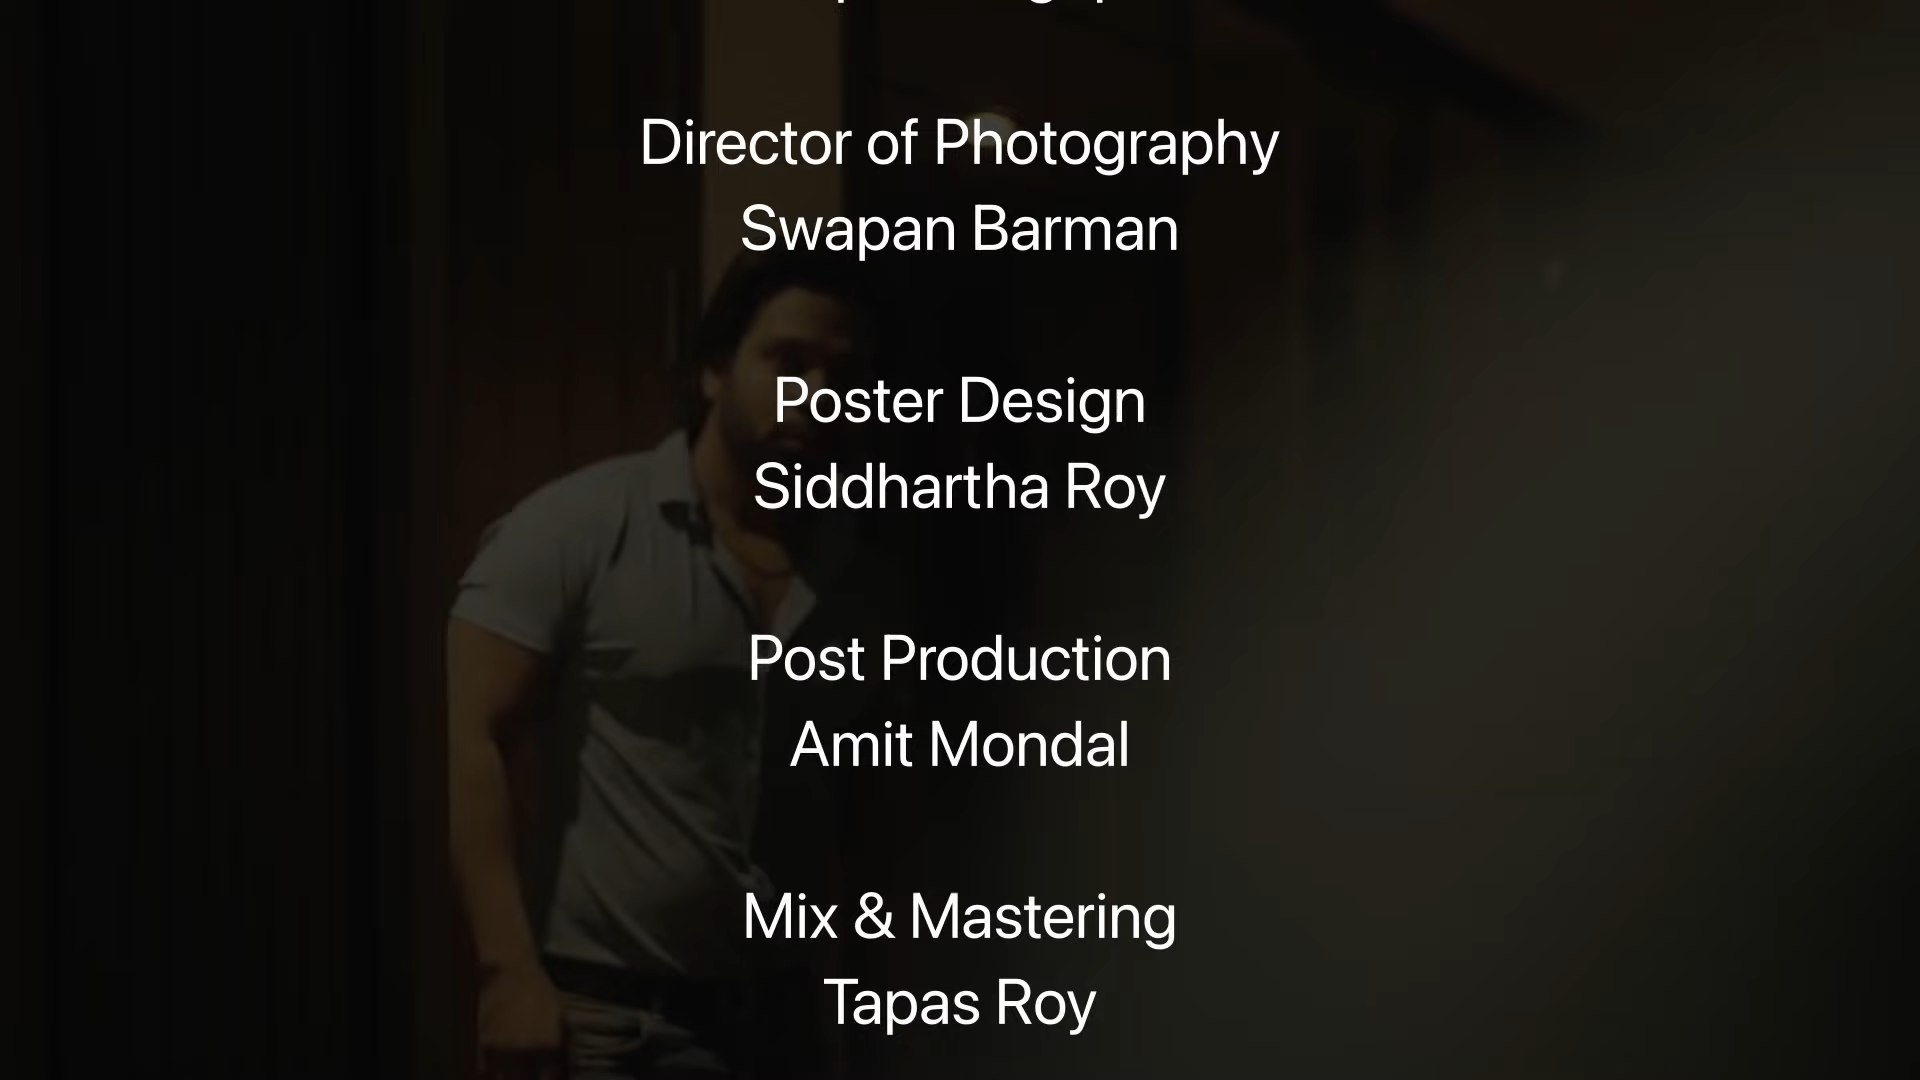 Director of Photography
Swapan Barman
Poster Design
Siddhartha Roy
Post Production
Amit Mondal
Mix & Mastering
Tapas Roy